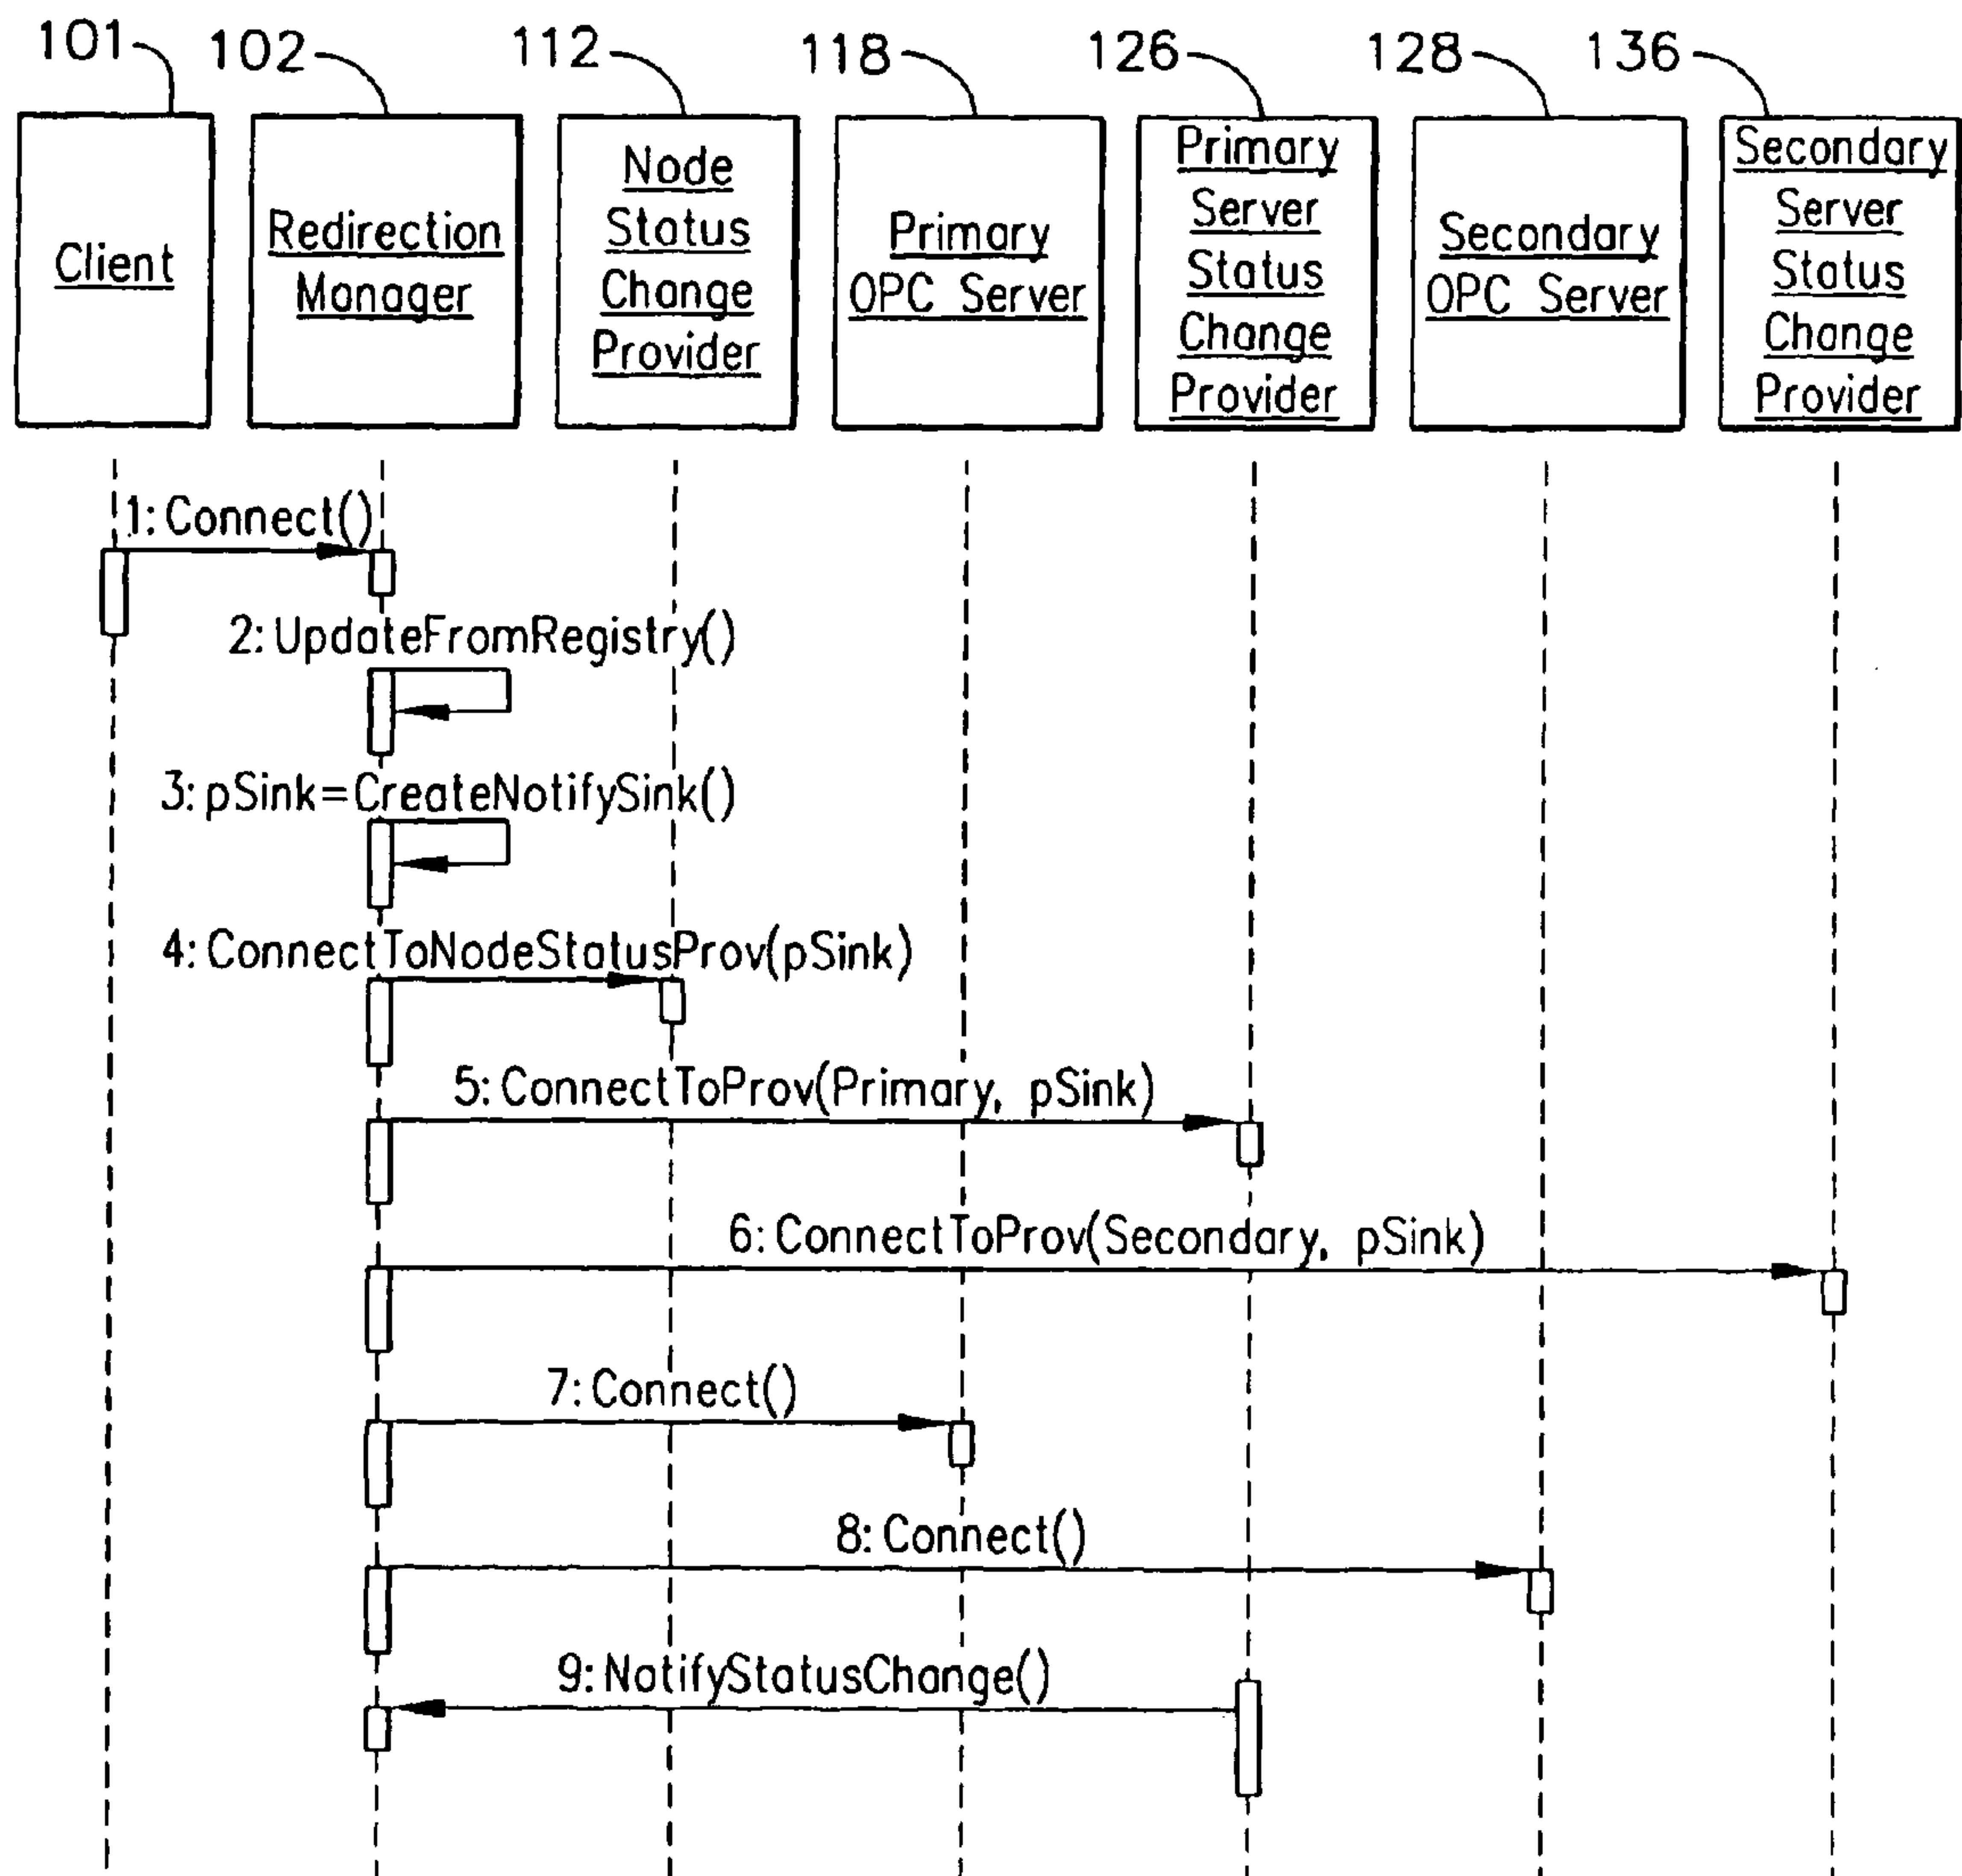 101
102
112
118
126
128
136
Client
Redirection
Manager
Node
Status
Change
Provider
Primary
OPC Server
Primary
Server
Status
Change
Provider
Secondary
OPC Server
Secondary
Server
Status
Change
Provider
1: Connect()
2: UpdateFromRegistry()
3: pSink=CreateNotifySink()
4: ConnectToNodeStatusProv(pSink)
5: ConnectToProv(Primary, pSink)
6: ConnectToProv(Secondary, pSink)
7: Connect()
8: Connect()
9: NotifyStatusChange()